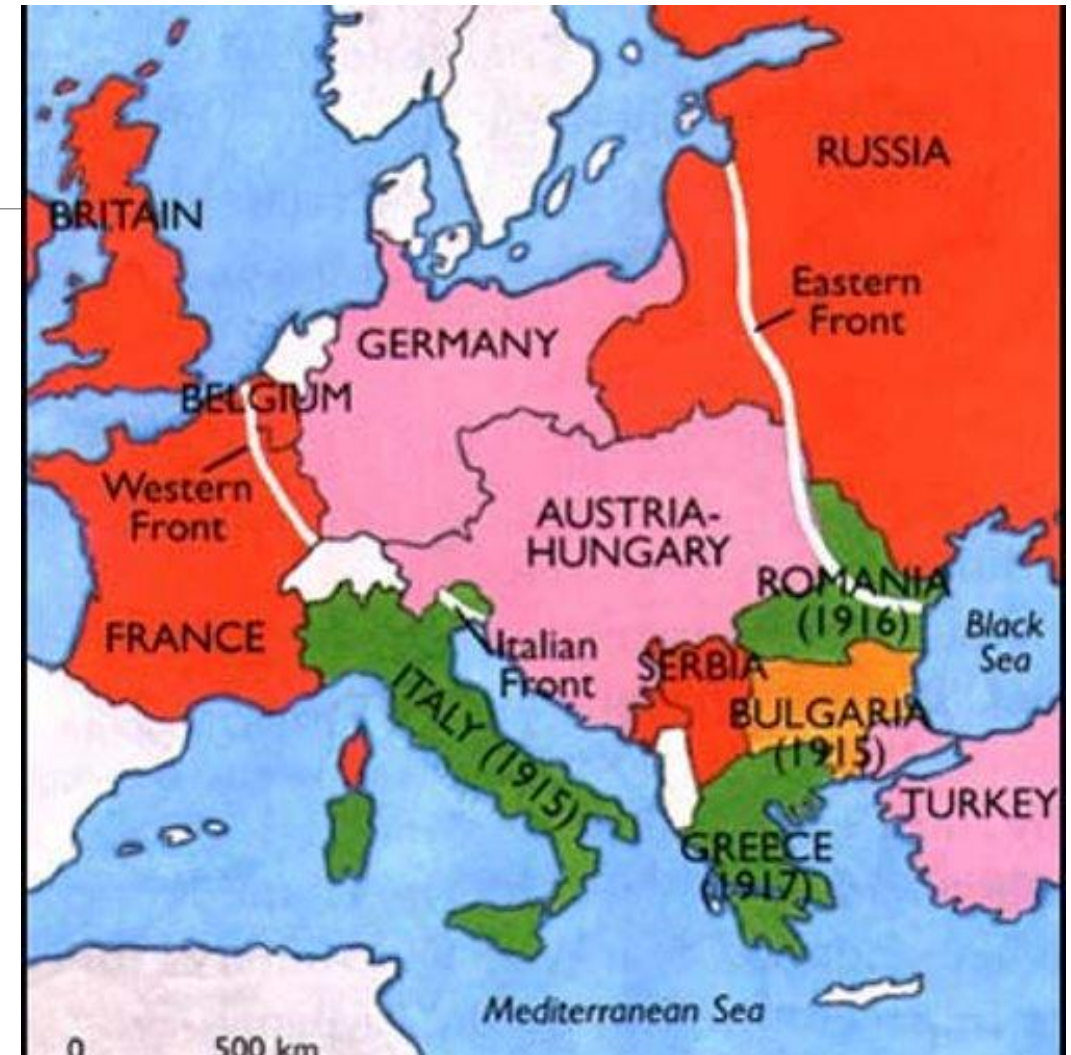 RUSSIA
BRITAIN
Eastern
Front
GERMANY
BELGIUM
Western
Front
AUSTRIA-
HUNGARY
ROMANIA
(1916)
Black
Sea
FRANCE
Italian
Front
SERBIA
ITALY (1915)
BULGARIA
(1915)
TURKEY
GREECE
(1917)
Mediterranean Sea
0 500 km